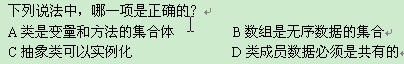 下列说法中，哪一项是正确的？
A 类是变量和方法的集合体 B 数组是无序数据的集合
C 抽象类可以实例化 D 类成员数据必须是共有的